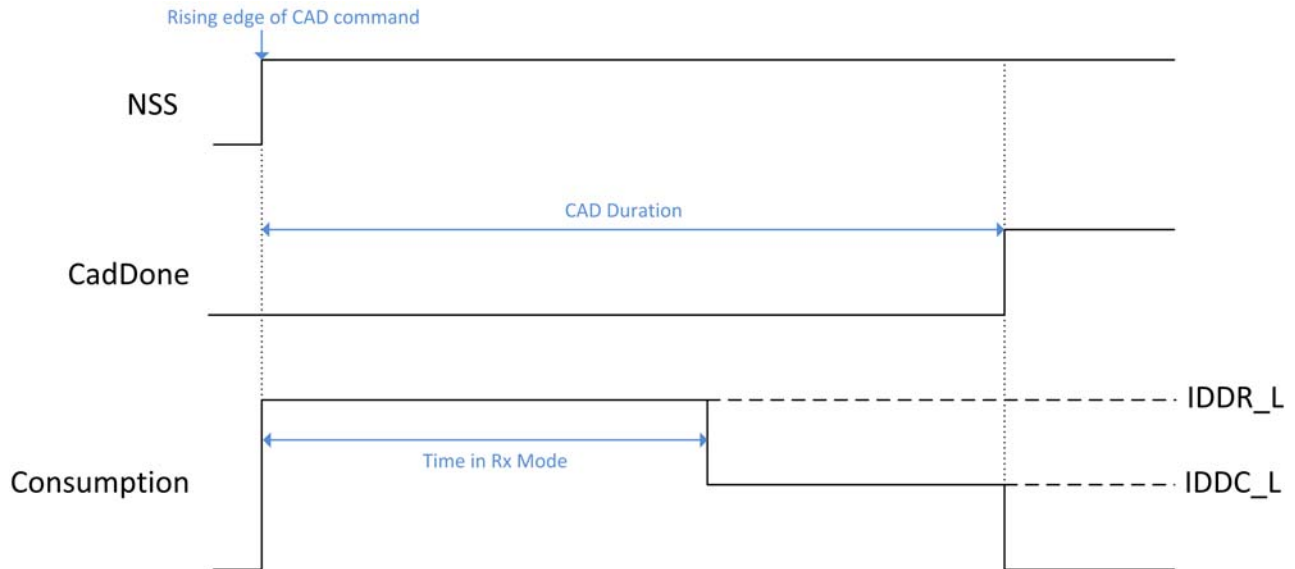 Rising edge of CAD command
NSS
CAD Duration
CadDone
IDDR_L
Time in Rx Mode
Consumption
IDDC_L